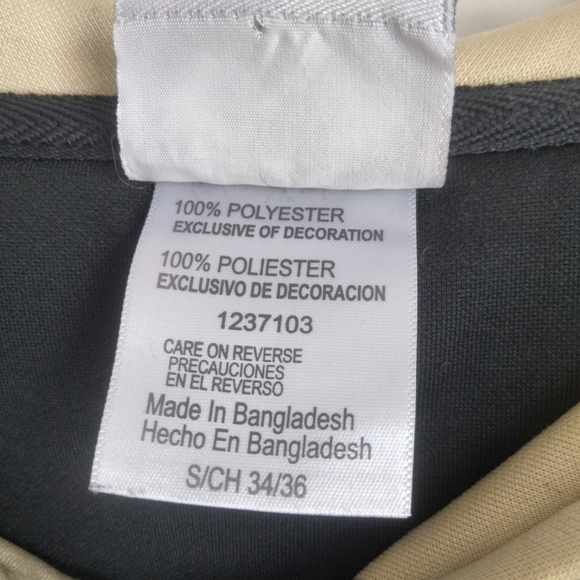 100% POLYESTER
EXCLUSIVE OF DECORATION
100% POLIESTER
EXCLUSIVO DE DECORACION
1237103
CARE ON REVERSE
PRECAUCIONES
EN EL REVERSO
Made In Bangladesh
Hecho En Bangladesh
S/CH 34/36